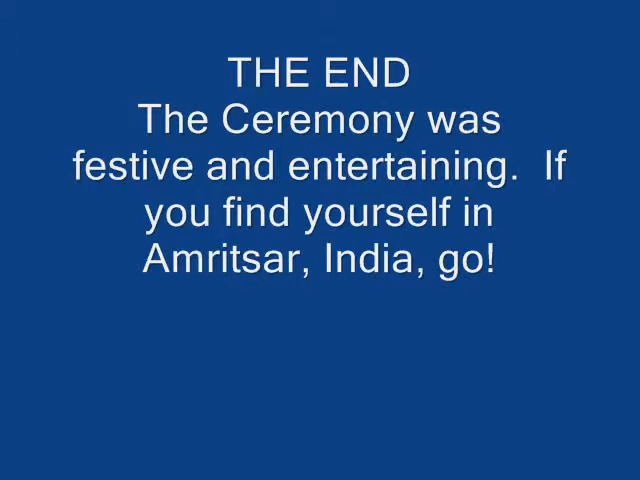 THE END
The Ceremony was
festive and entertaining.  If
you find yourself in
Amritsar, India, go!